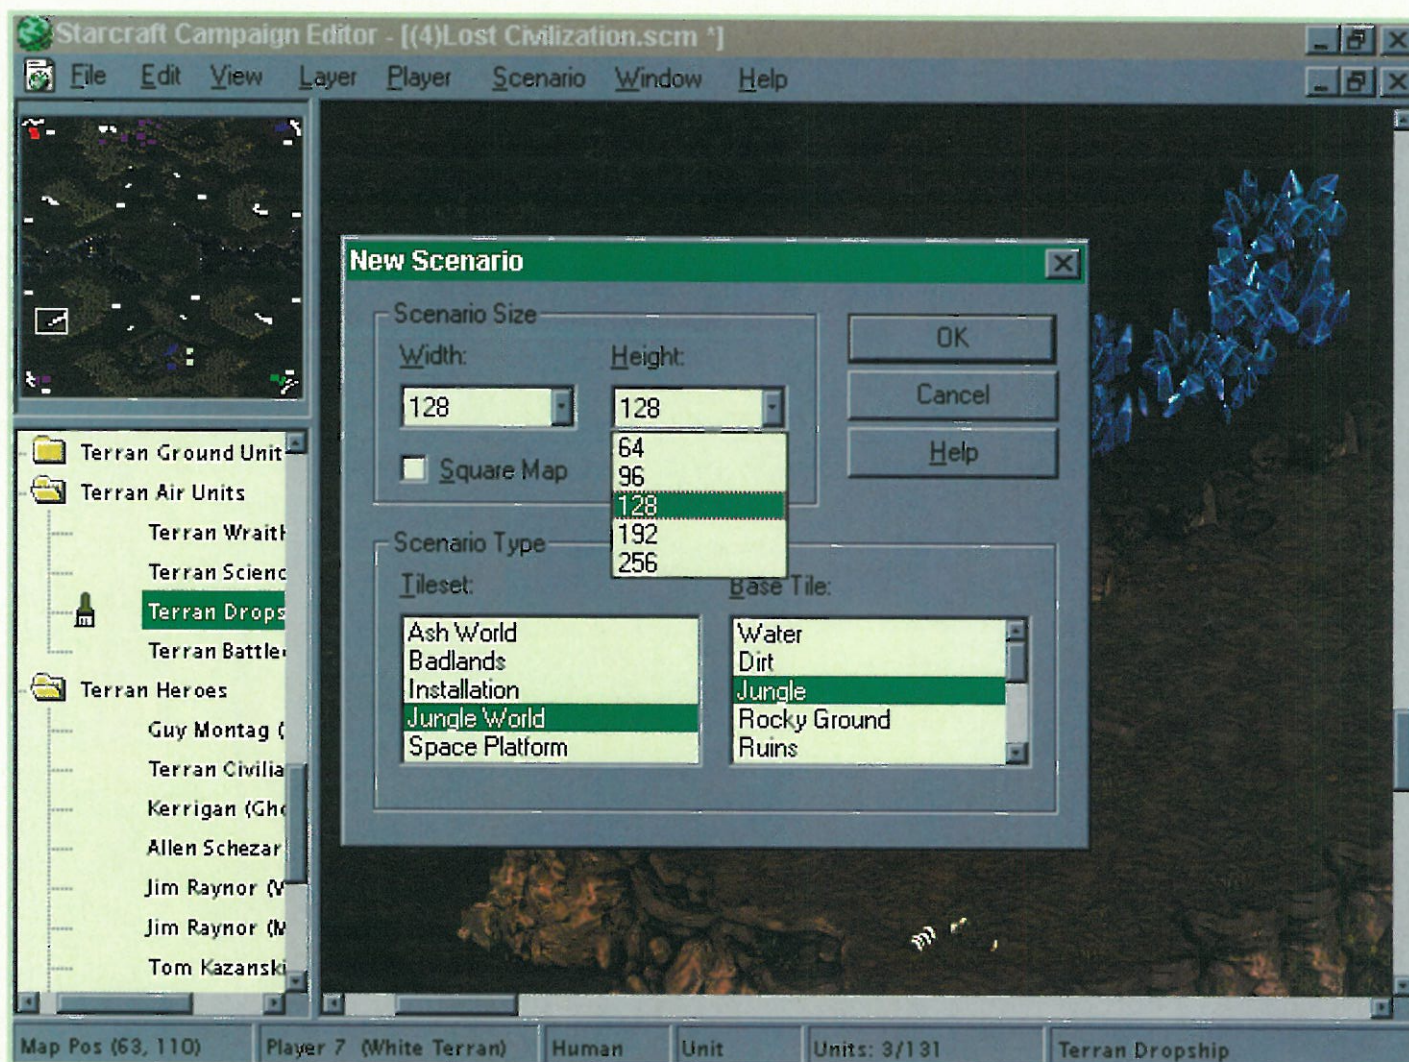 Starcraft Campaign Editor - [(4)Lost Civilization.scm *]
File Edit View Layer Player Scenario Window Help
New Scenario
Scenario Size
Width:
Height:
128
128
64
96
128
192
256
Square Map
OK
Cancel
Help
Scenario Type
Tileset:
Base Tile:
Ash World
Badlands
Installation
Jungle World
Space Platform
Water
Dirt
Jungle
Rocky Ground
Ruins
Terran Ground Unit
Terran Air Units
Terran Wraith
Terran Scienc
Terran Drops
Terran Battle
Terran Heroes
Guy Montag (
Terran Civilia
Kerrigan (Gho
Allen Schezar
Jim Raynor (V
Jim Raynor (M
Tom Kazanski
Map Pos (63, 110)
Player 7 (White Terran)
Human
Unit
Units: 3/131
Terran Dropship